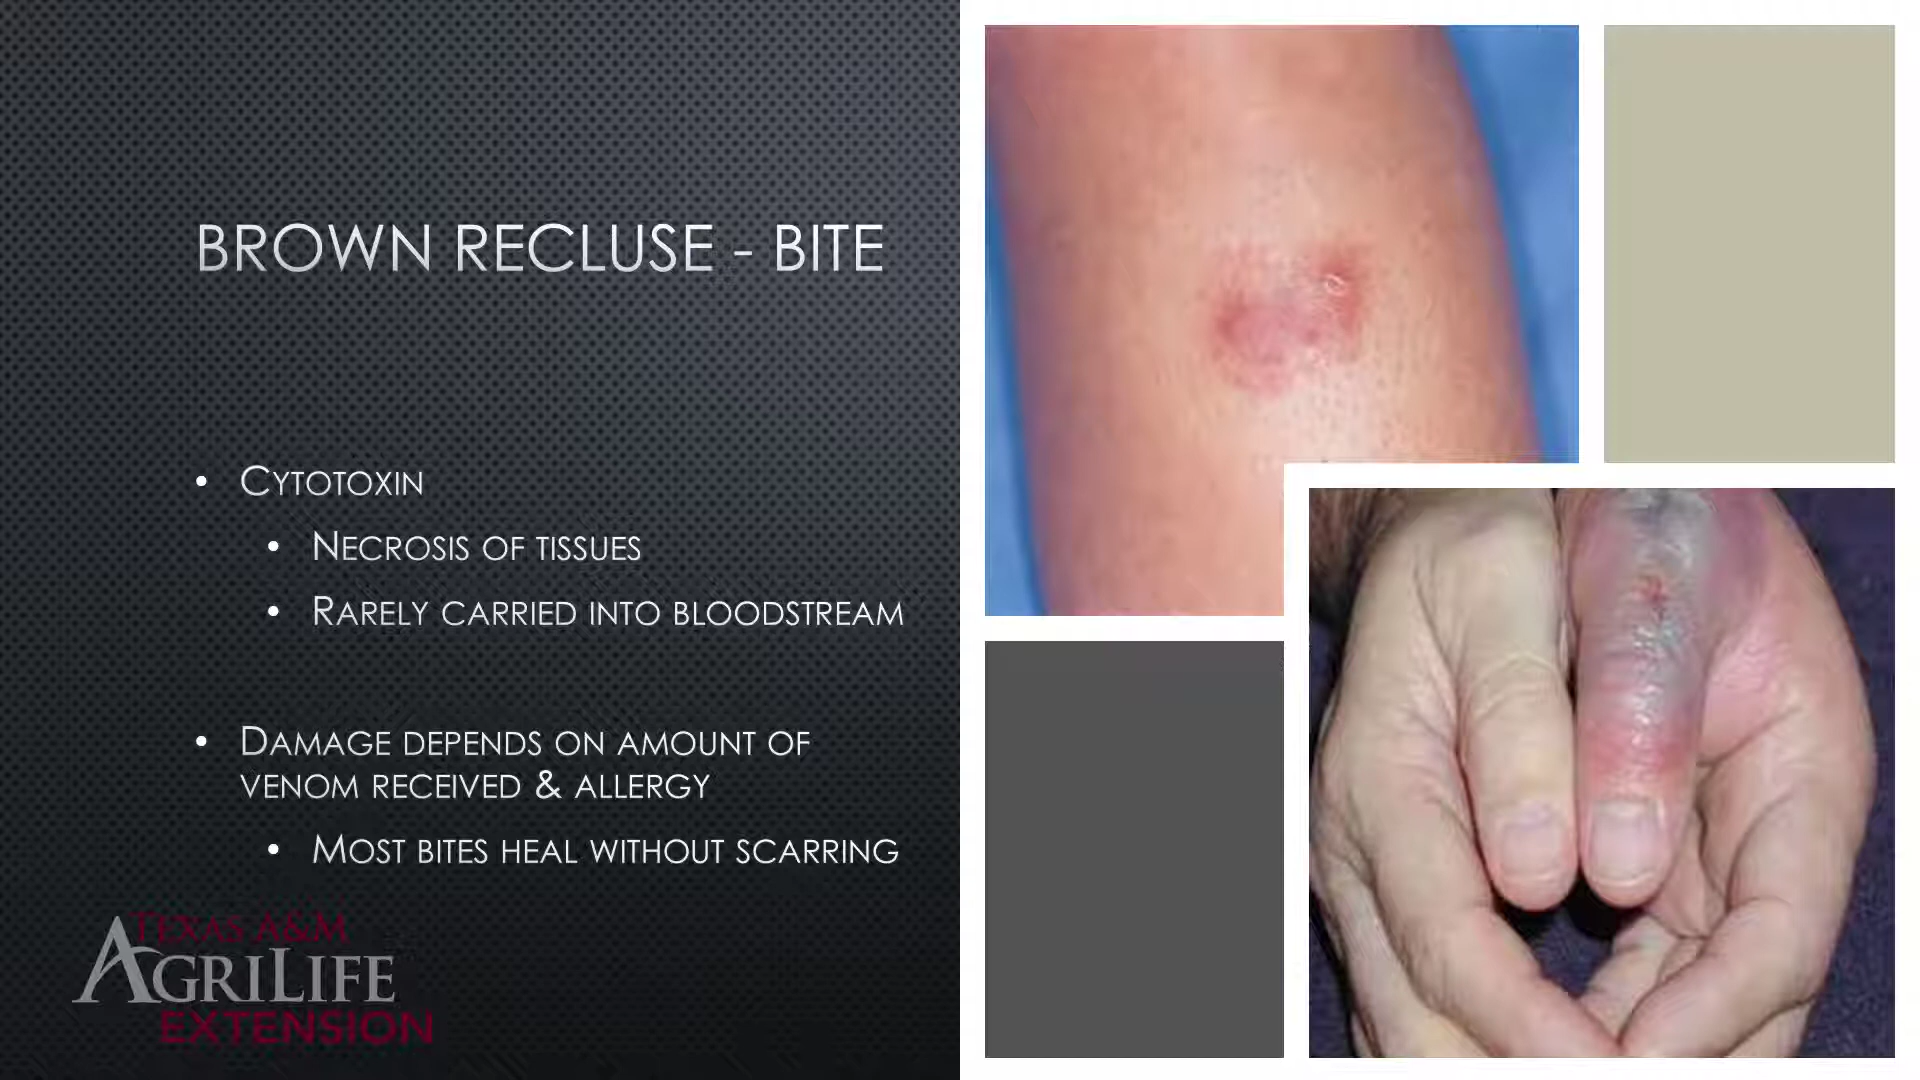 BROWN RECLUSE - BITE
• CYTOTOXIN
• NECROSIS OF TISSUES
• RARELY CARRIED INTO BLOODSTREAM
• DAMAGE DEPENDS ON AMOUNT OF
VENOM RECEIVED & ALLERGY
• MOST BITES HEAL WITHOUT SCARRING
TEXAS A&M
AGRILIFE
EXTENSION